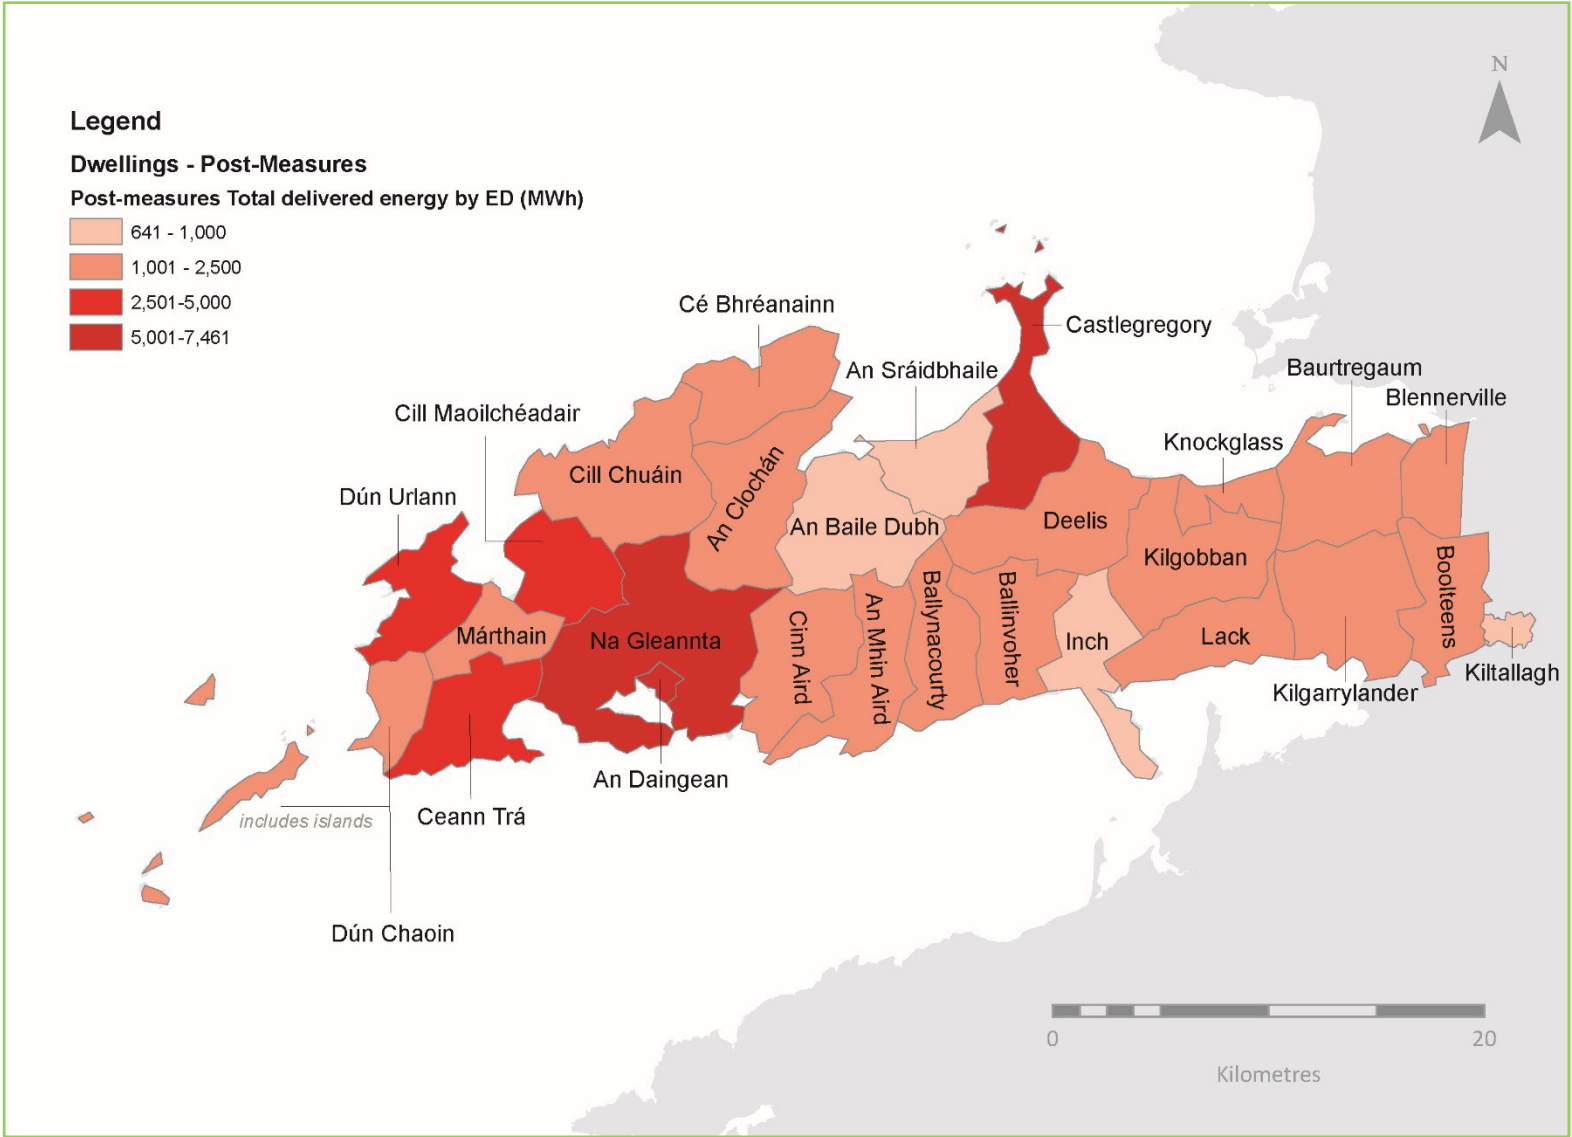 N
Legend
Dwellings - Post-Measures
Post-measures Total delivered energy by ED (MWh)
641 - 1,000
1,001 - 2,500
2,501-5,000
5,001-7,461
Cé Bhréanainn
Castlegregory
An Sráidbhaile
Baurtregaum
Blennerville
Cill Maoilchéadair
Knockglass
Cill Chuáin
Dún Urlann
An Clochán
An Baile Dubh
Deelis
Kilgobban
Boolteens
Márthain
Na Gleannta
Cinn Aird
An Mhin Aird
Ballynacourty
Ballinvoher
Inch
Lack
Kiltallagh
Kilgarrylander
An Daingean
Ceann Trá
includes islands
Dún Chaoin
0
20
Kilometres